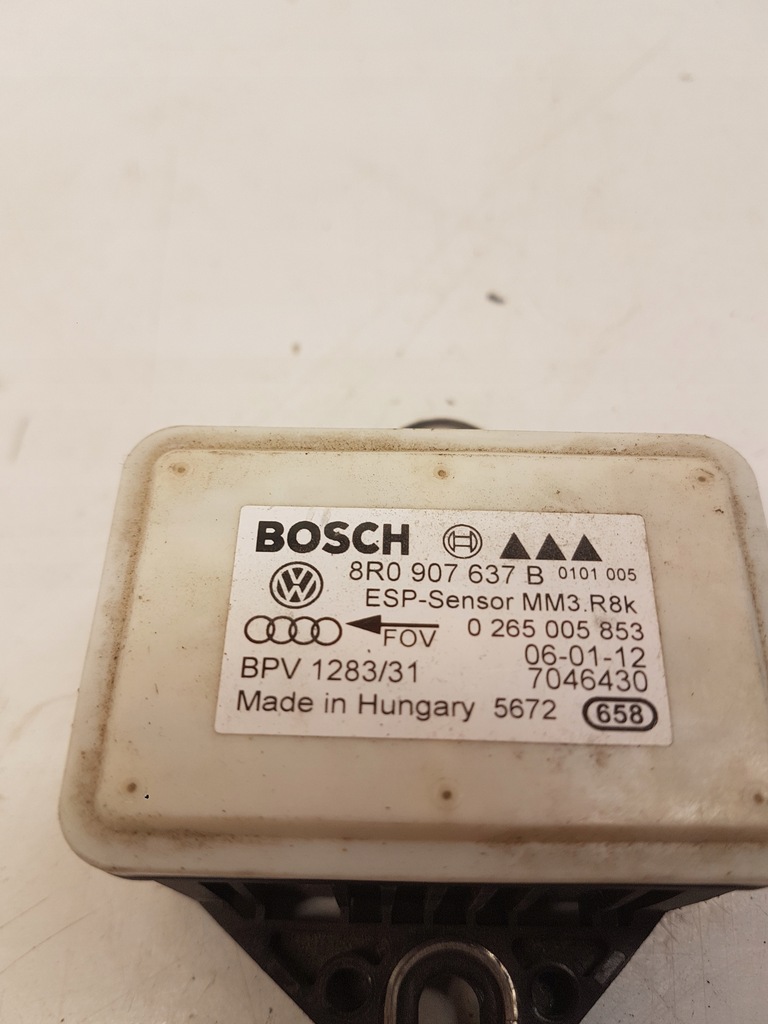 BOSCH
8R0 907 637 B 0101 005
ESP-Sensor MM3.R8k
FOV 0 265 005 853
06-01-12
BPV 1283/31 7046430
Made in Hungary 5672 658